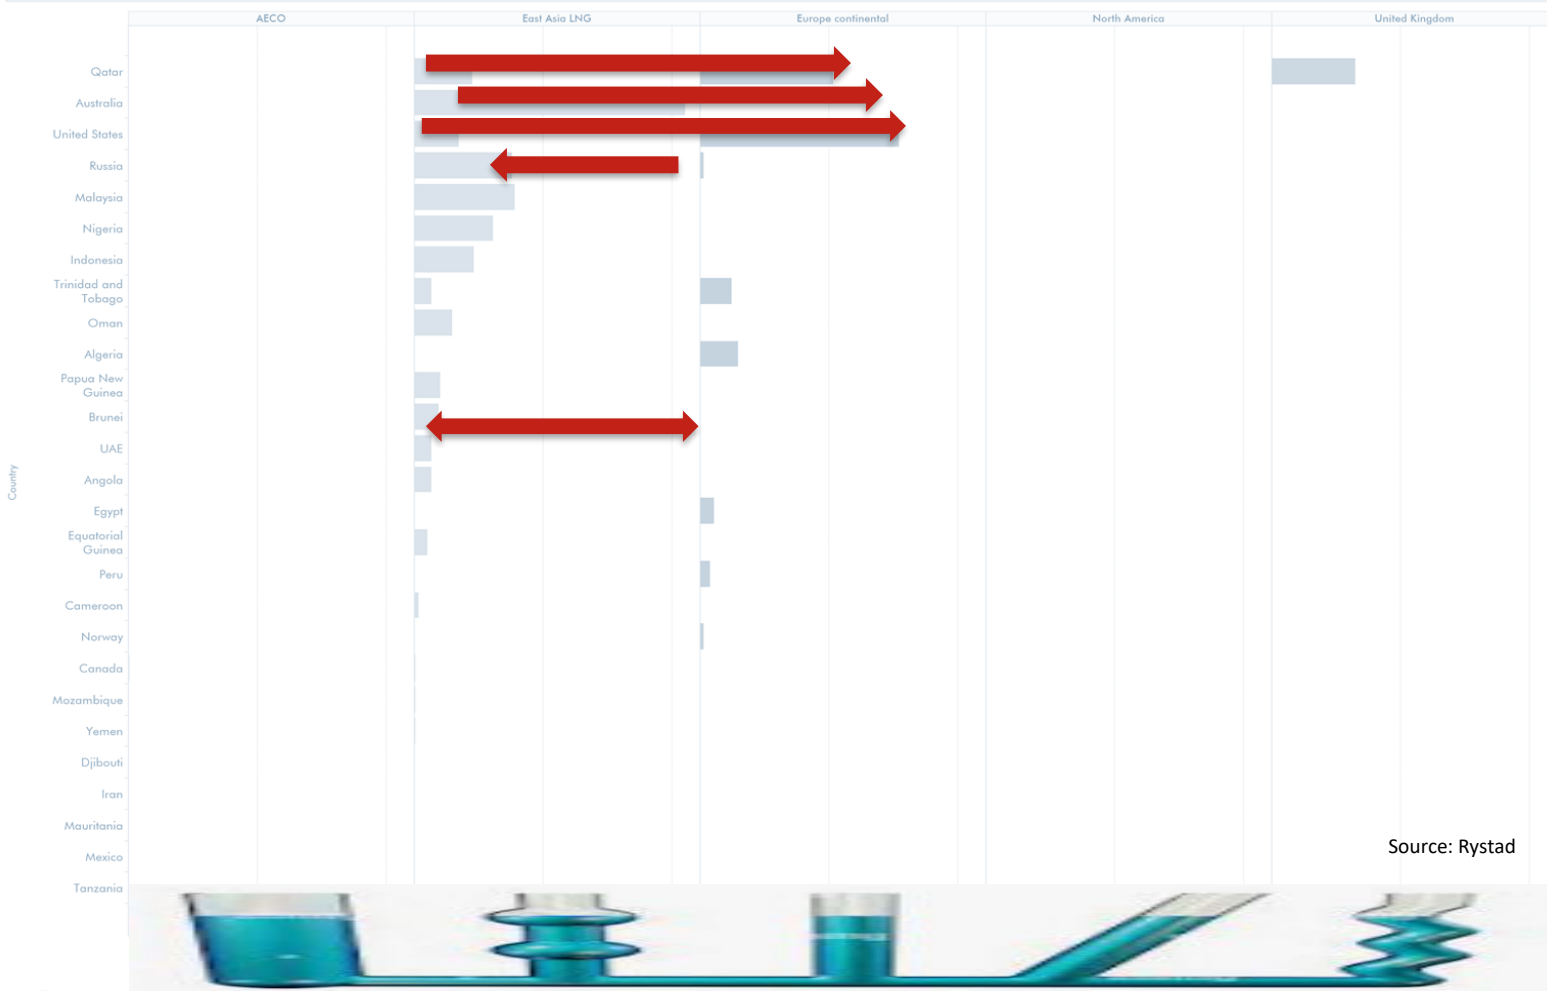 AECO
East Asia LNG
Europe continental
North America
United Kingdom
Qatar
Australia
United States
Russia
Malaysia
Nigeria
Indonesia
Trinidad and
Tobago
Oman
Algeria
Papua New
Guinea
Brunei
UAE
Angola
Country
Egypt
Equatorial
Guinea
Peru
Cameroon
Norway
Canada
Mozambique
Yemen
Djibouti
Iran
Mauritania
Mexico
Tanzania
Source: Rystad